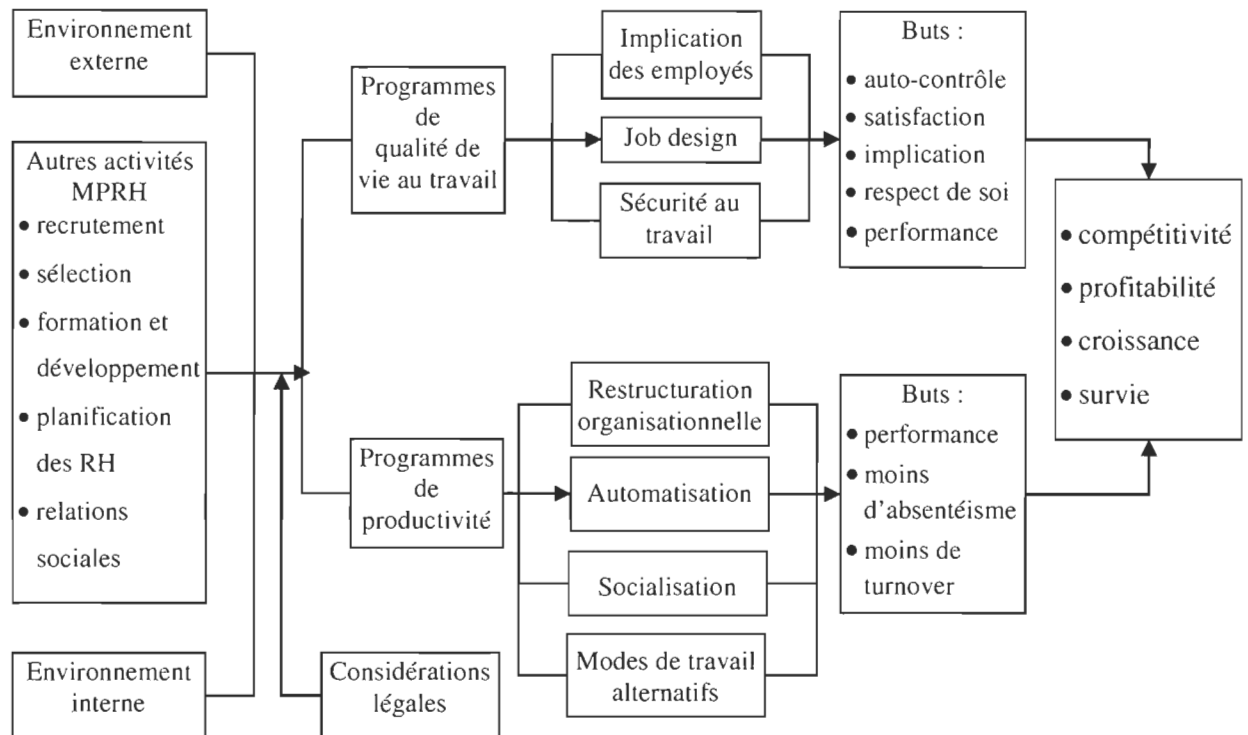 Environnement
externe
Autres activités
MPRH
• recrutement
• sélection
• formation et
développement
• planification
des RH
• relations
sociales
Environnement
interne
Considérations
légales
Programmes
de
qualité de
vie au travail
Programmes
de
productivité
Implication
des employés
Job design
Sécurité au
travail
Restructuration
organisationnelle
Automatisation
Socialisation
Modes de travail
alternatifs
Buts :
• auto-contrôle
• satisfaction
• implication
• respect de soi
• performance
Buts :
• performance
• moins
d'absentéisme
• moins de
turnover
• compétitivité
• profitabilité
• croissance
• survie